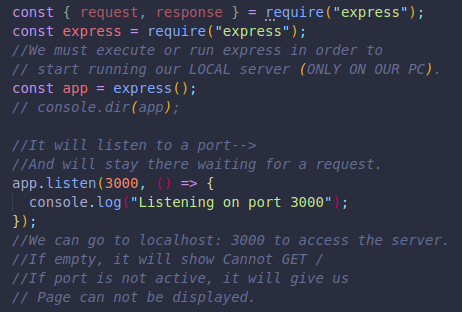 const { request, response } = require("express");
const express = require("express");
//We must execute or run express in order to
// start running our LOCAL server (ONLY ON OUR PC).
const app = express();
// console.dir(app);
//It will listen to a port-->
//And will stay there waiting for a request.
app.listen(3000, () => {
  console.log("Listening on port 3000");
});
//We can go to localhost: 3000 to access the server.
//If empty, it will show Cannot GET /
//If port is not active, it will give us
// Page can not be displayed.